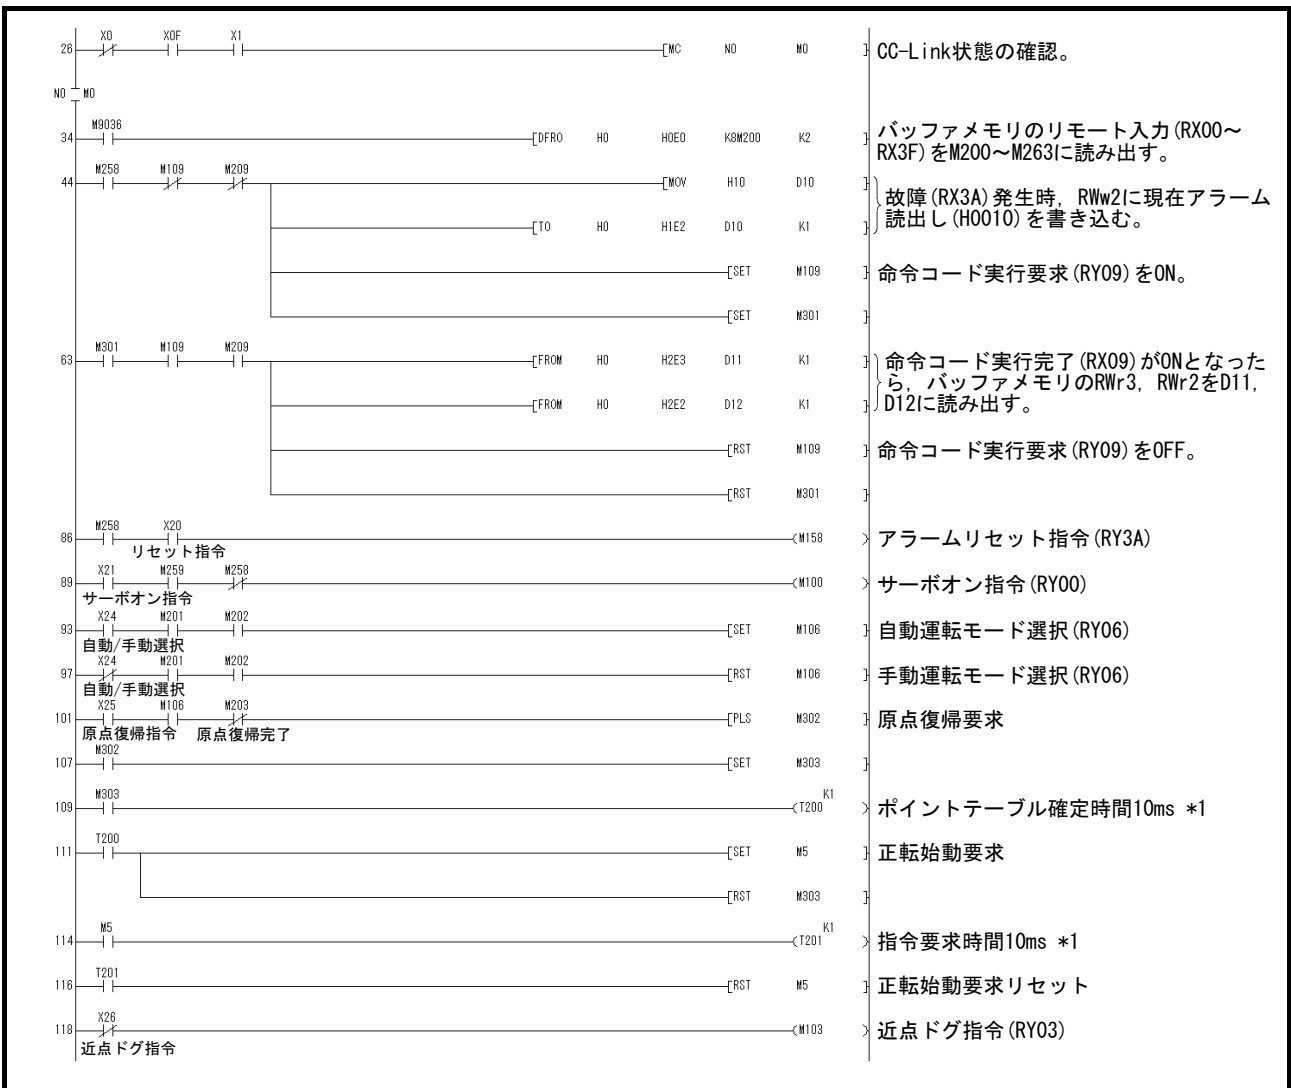 X0 X0F X1
26 [MC N0 M0 ] CC-Link状態の確認。
N0 M0
M9036
34 [DFRO H0 H0E0 K8M200 K2 ] バッファメモリのリモート入力(RX00～
RX3F)をM200～M263に読み出す。
M258 M109 M209
44 [MOV H10 D10 ] 故障(RX3A)発生時，RWw2に現在アラーム
[TO H0 H1E2 D10 K1 ] 読出し(H0010)を書き込む。
[SET M109 ] 命令コード実行要求(RY09)をON。
[SET M301 ]
M301 M109 M209
63 [FROM H0 H2E3 D11 K1 ] 命令コード実行完了(RX09)がONとなった
ら，バッファメモリのRWr3，RWr2をD11，
[FROM H0 H2E2 D12 K1 ] D12に読み出す。
[RST M109 ] 命令コード実行要求(RY09)をOFF。
[RST M301 ]
M258 X20
86 (M158 ) アラームリセット指令(RY3A)
リセット指令
X21 M259 M258
89 (M100 ) サーボオン指令(RY00)
サーボオン指令
X24 M201 M202
93 [SET M106 ] 自動運転モード選択(RY06)
自動/手動選択
X24 M201 M202
97 [RST M106 ] 手動運転モード選択(RY06)
自動/手動選択
X25 M106 M203
101 [PLS M302 ] 原点復帰要求
原点復帰指令 原点復帰完了
M302
107 [SET M303 ]
M303 K1
109 (T200 ) ポイントテーブル確定時間10ms *1
T200
111 [SET M5 ] 正転始動要求
[RST M303 ]
M5 K1
114 (T201 ) 指令要求時間10ms *1
T201
116 [RST M5 ] 正転始動要求リセット
X26
118 (M103 ) 近点ドグ指令(RY03)
近点ドグ指令